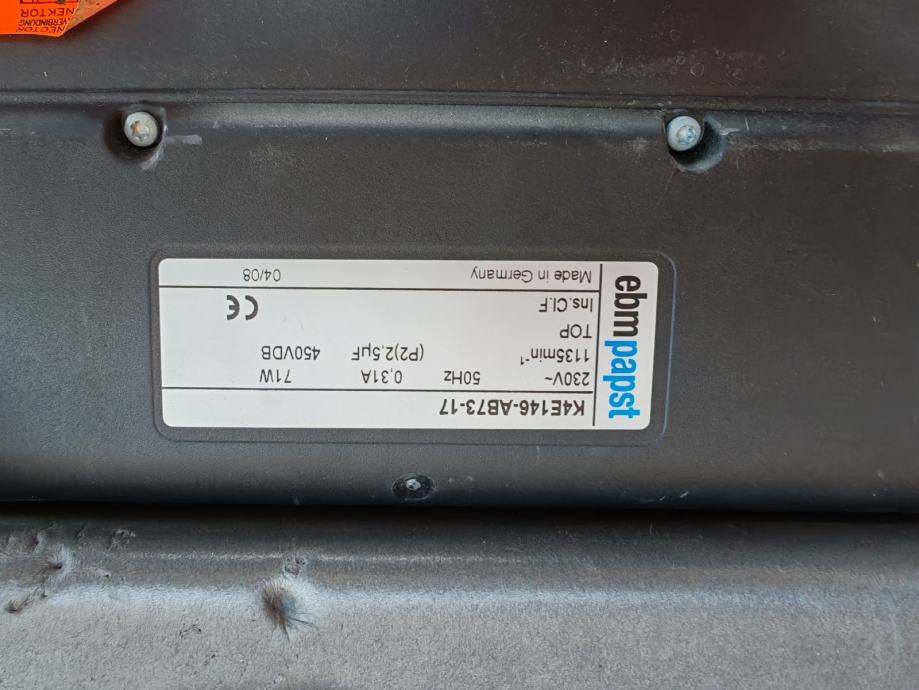 ebmpapst
K4E146-AB73-17
230V~ 50Hz 0,31A 71W
1135min⁻¹ (P2)2,5µF 450VDB
TOP
Ins.Cl.F CE
Made in Germany 04/08
VERBINDUNG